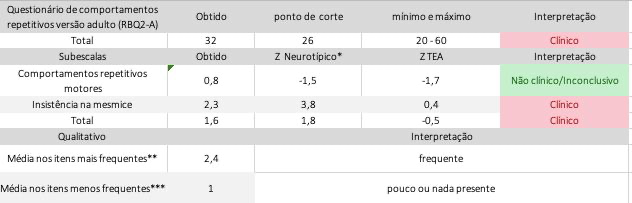 Questionário de comportamentos repetitivos versão adulto (RBQ2-A) Obtido ponto de corte mínimo e máximo Interpretação
Total 32 26 20 - 60 Clínico
Subescalas Obtido Z Neurotípico* Z TEA Interpretação
Comportamentos repetitivos motores 0,8 -1,5 -1,7 Não clínico/Inconclusivo
Insistência na mesmice 2,3 3,8 0,4 Clínico
Total 1,6 1,8 -0,5 Clínico
Qualitativo Interpretação
Média nos itens mais frequentes** 2,4 frequente
Média nos itens menos frequentes*** 1 pouco ou nada presente